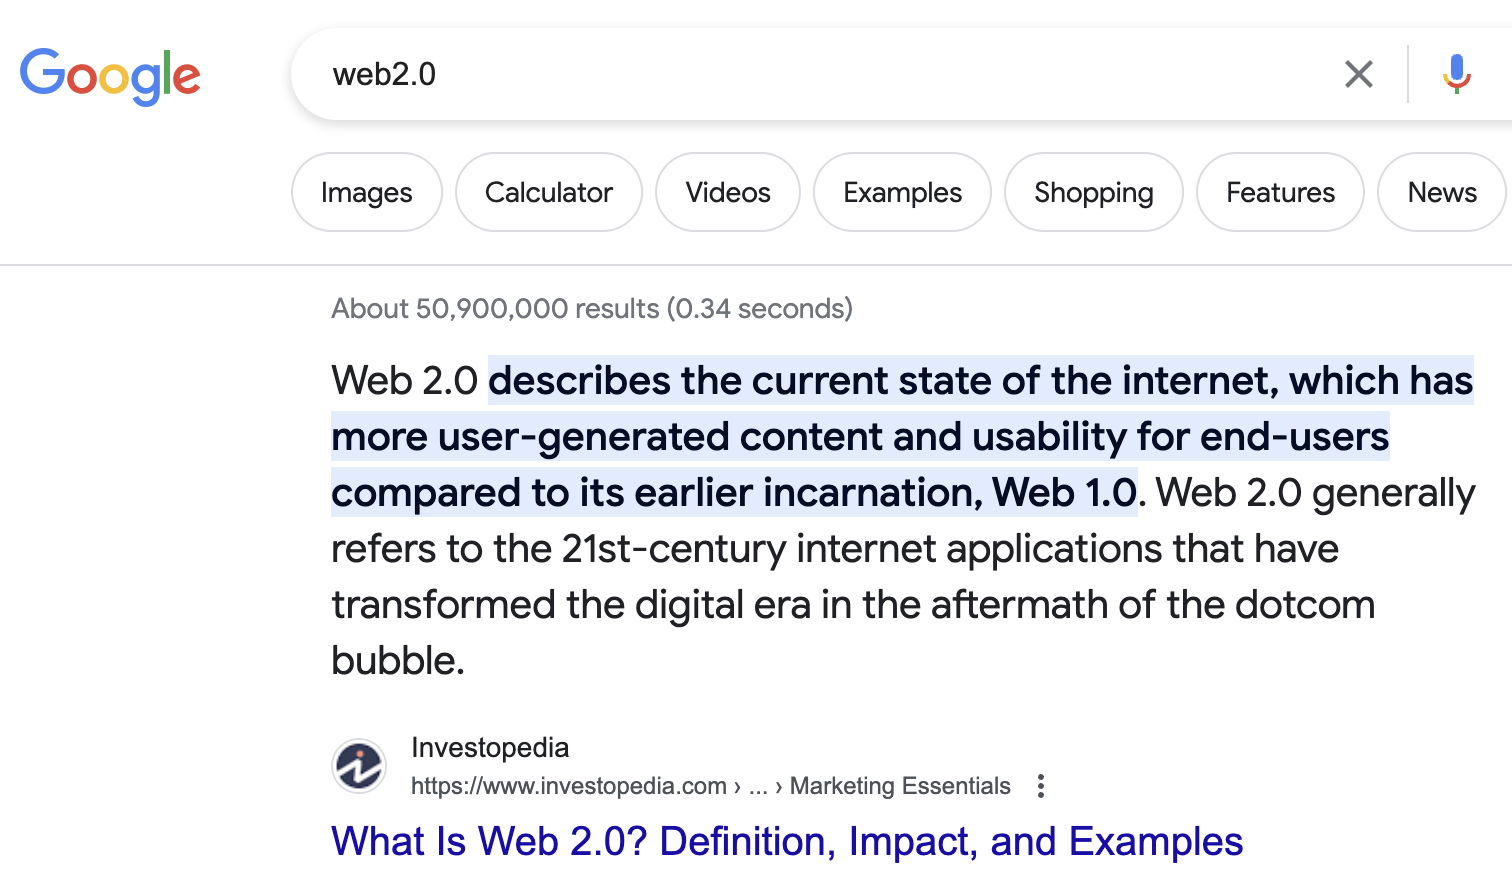 Google
web2.0
Images
Calculator
Videos
Examples
Shopping
Features
News
About 50,900,000 results (0.34 seconds)
Web 2.0 describes the current state of the internet, which has
more user-generated content and usability for end-users
compared to its earlier incarnation, Web 1.0. Web 2.0 generally
refers to the 21st-century internet applications that have
transformed the digital era in the aftermath of the dotcom
bubble.
Investopedia
https://www.investopedia.com › ... › Marketing Essentials
What Is Web 2.0? Definition, Impact, and Examples